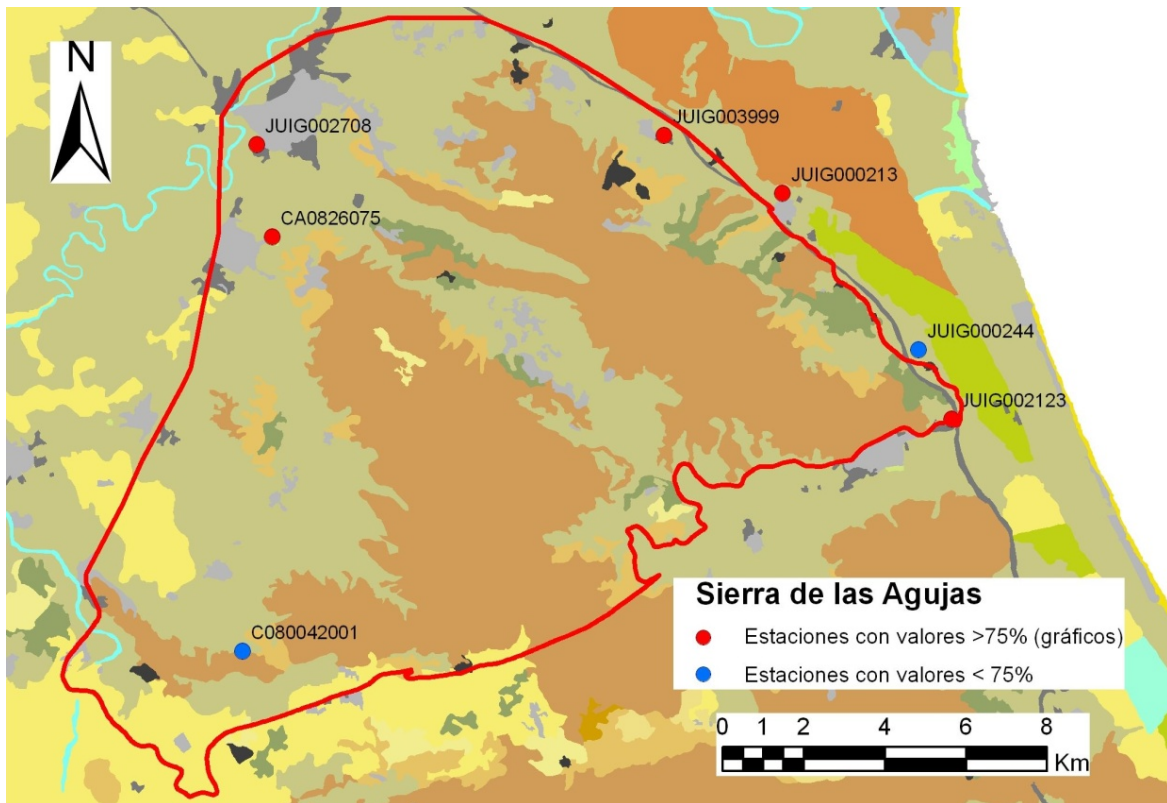 N
JUIG002708
JUIG003999
JUIG000213
CA0826075
JUIG000244
JUIG002123
C080042001
Sierra de las Agujas
Estaciones con valores >75% (gráficos)
Estaciones con valores < 75%
0 1 2 4 6 8
Km